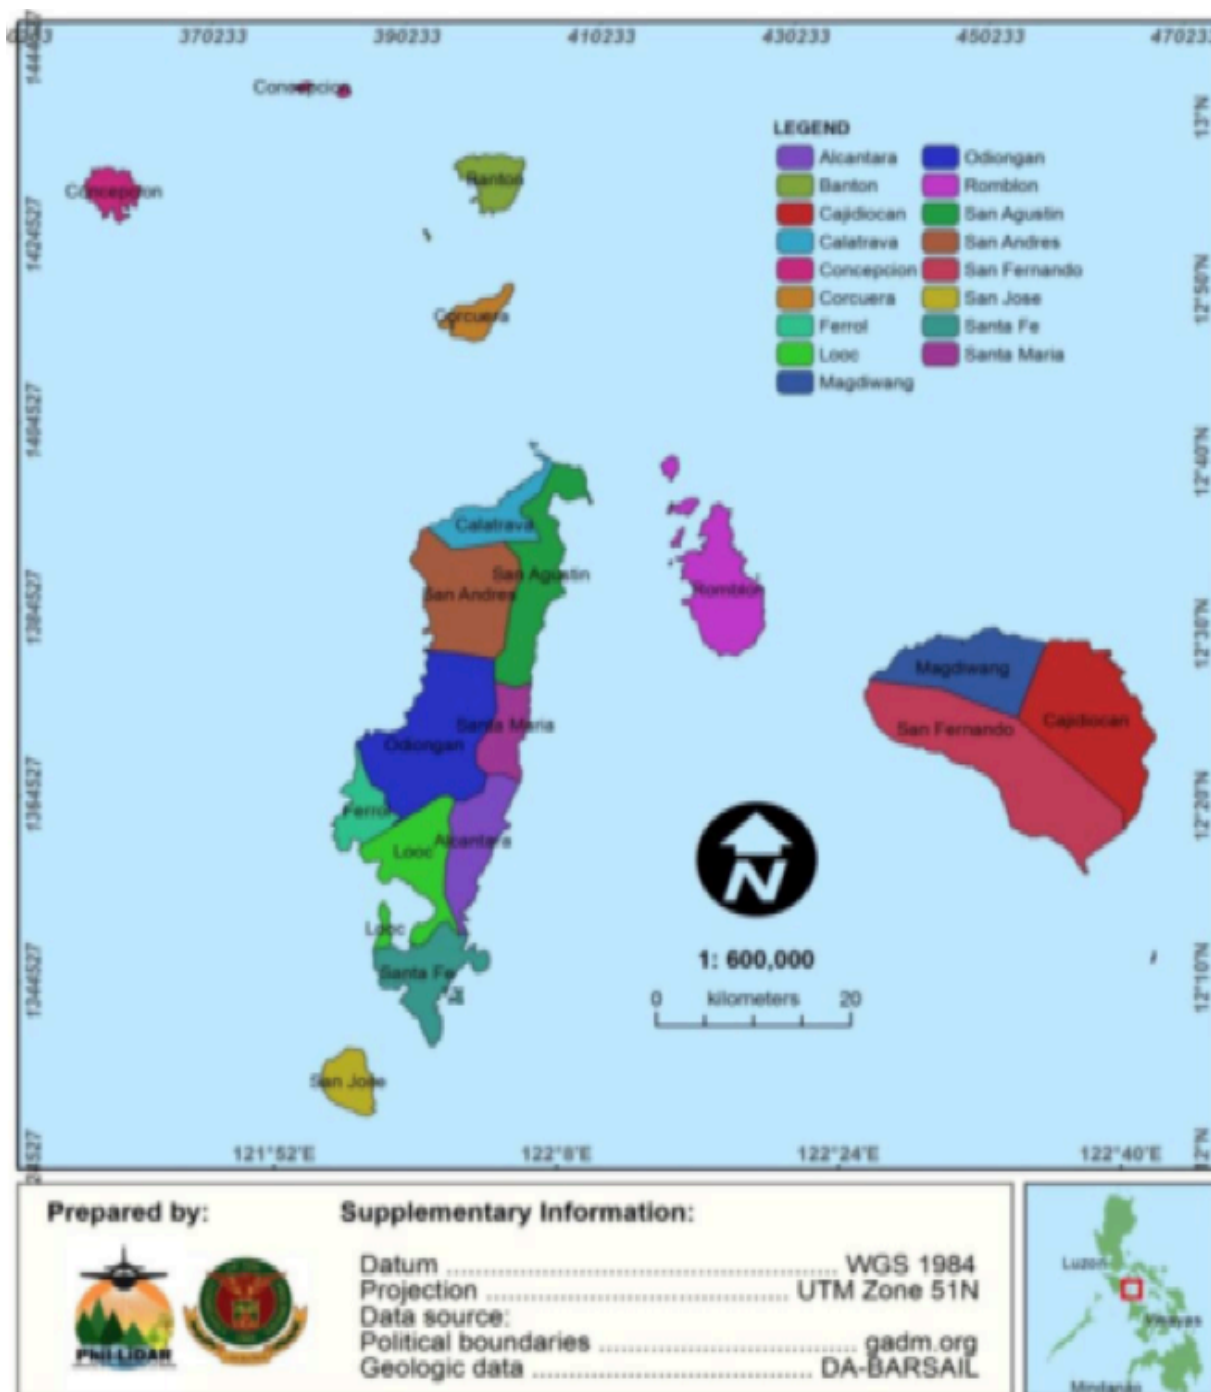 370233 390233 410233 430233 450233
Concepcion
13°N
LEGEND
Alcantara Odiongan
Banton Romblon
Cajidiocan San Agustin
Calatrava San Andres
Concepcion San Fernando
Corcuera San Jose
Ferrol Santa Fe
Looc Santa Maria
Magdiwang
Concepcion
Banton
1424527
12°50'N
Corcuera
1404527
12°40'N
Calatrava
San Agustin
San Andres
Romblon
1384527
12°30'N
Magdiwang
Cajidiocan
San Fernando
Santa Maria
Odiongan
1364527
12°20'N
Ferrol
Alcantara
Looc
N
Looc
1: 600,000
Santa Fe
1344527
12°10'N
0 kilometers 20
San Jose
121°52'E 122°8'E 122°24'E 122°40'E
Prepared by:
Phil LIDAR
Supplementary Information:
Datum .......................................... WGS 1984
Projection ................................ UTM Zone 51N
Data source:
Political boundaries ........................... gadm.org
Geologic data ............................. DA-BARSAIL
Luzon
Visayas
Mindanao